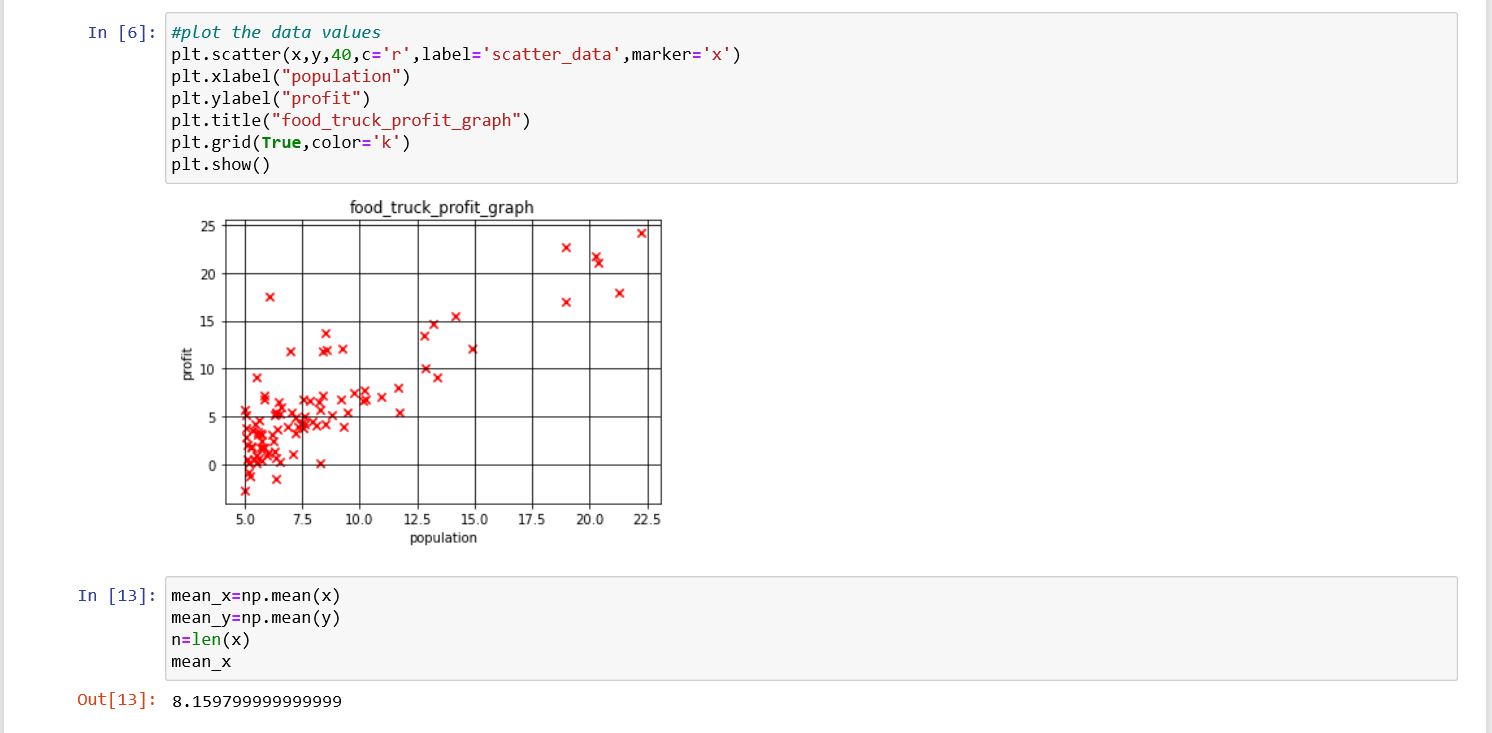 In [6]: #plot the data values
plt.scatter(x,y,40,c='r',label='scatter_data',marker='x')
plt.xlabel("population")
plt.ylabel("profit")
plt.title("food_truck_profit_graph")
plt.grid(True,color='k')
plt.show()
food_truck_profit_graph
25
20
15
10
5
0
profit
5.0 7.5 10.0 12.5 15.0 17.5 20.0 22.5
population
In [13]: mean_x=np.mean(x)
mean_y=np.mean(y)
n=len(x)
mean_x
Out[13]: 8.159799999999999